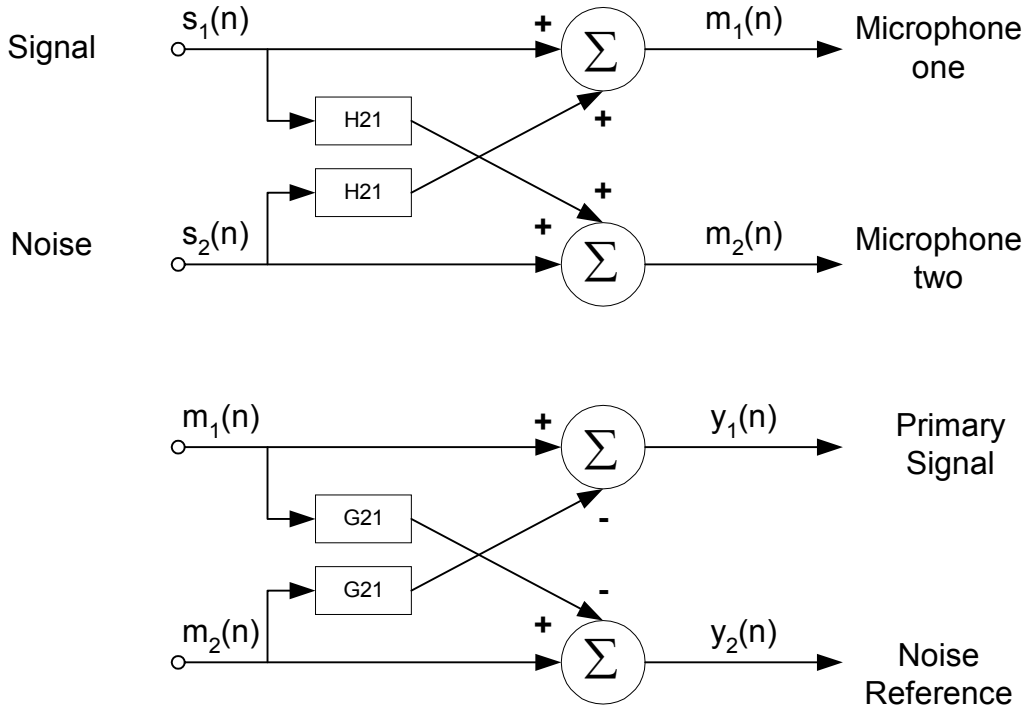 Signal
s₁(n)
+
Σ
m₁(n)
Microphone
one
H21
+
H21
+
Noise
s₂(n)
+
Σ
m₂(n)
Microphone
two
m₁(n)
+
Σ
y₁(n)
Primary
Signal
G21
-
G21
-
m₂(n)
+
Σ
y₂(n)
Noise
Reference